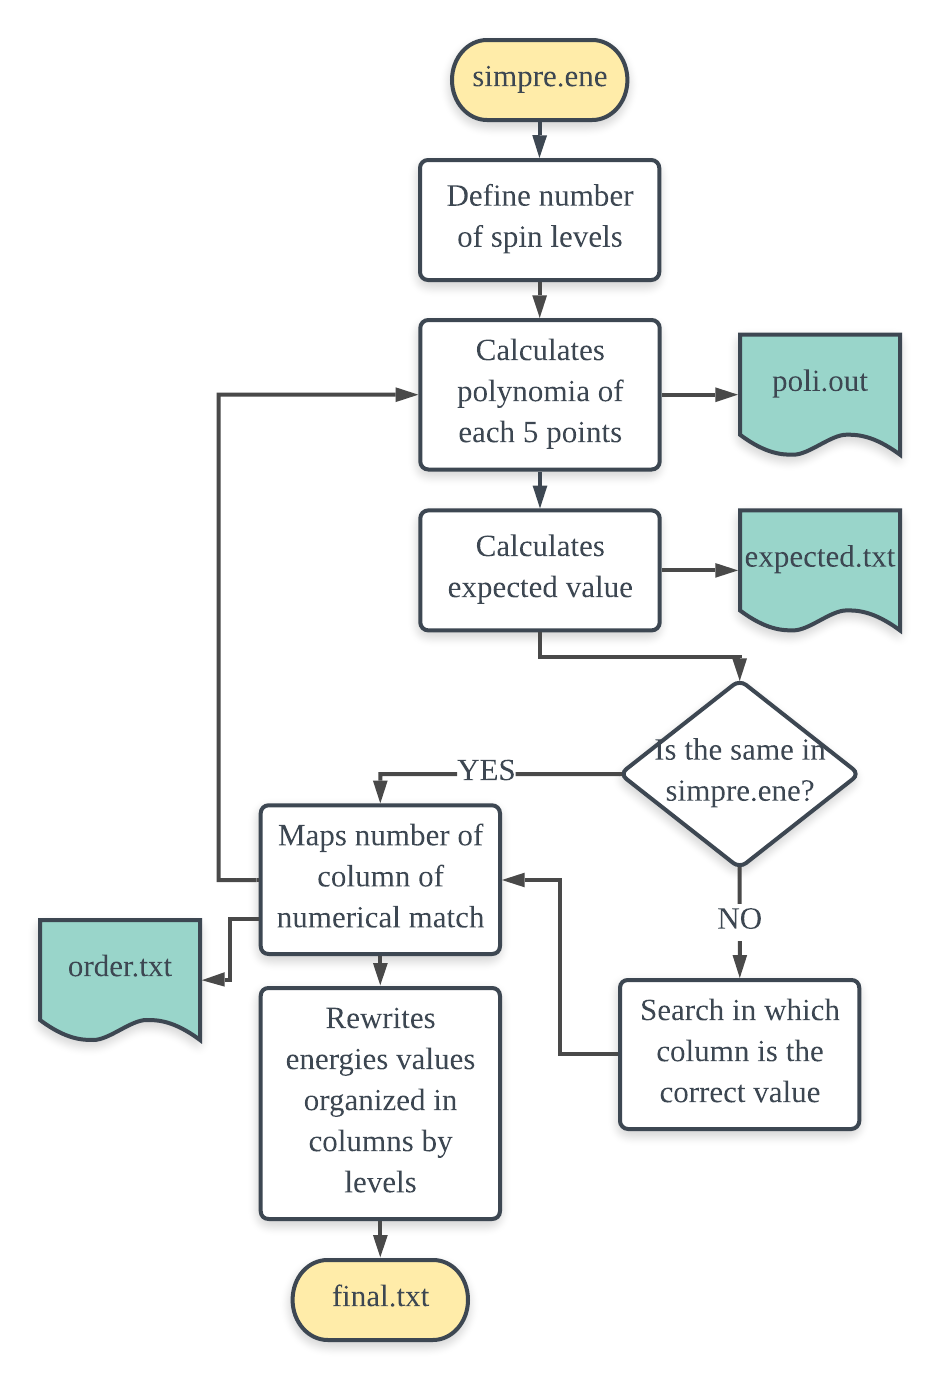 simpre.ene
Define number
of spin levels
Calculates
polynomia of
each 5 points
poli.out
Calculates
expected value
expected.txt
Is the same in
simpre.ene?
YES
NO
Maps number of
column of
numerical match
order.txt
Search in which
column is the
correct value
Rewrites
energies values
organized in
columns by
levels
final.txt